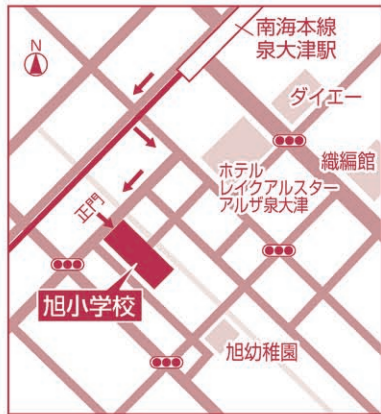 南海本線
泉大津駅
N
ダイエー
織編館
ホテル
レイクアルスター
アルザ泉大津
正門
旭小学校
旭幼稚園